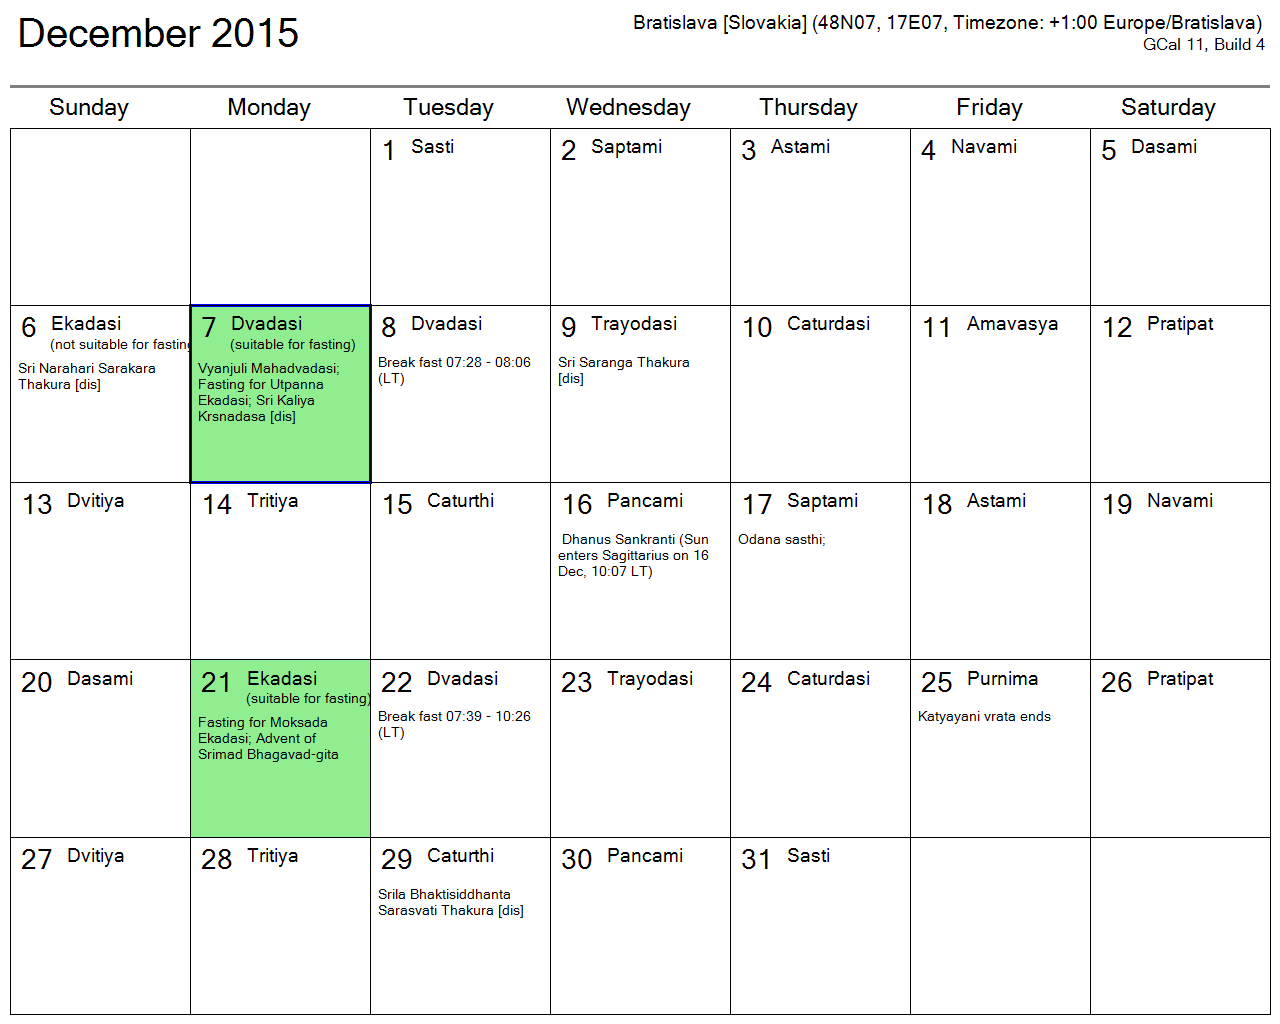 December 2015
Bratislava [Slovakia] (48N07, 17E07, Timezone: +1:00 Europe/Bratislava)
GCal 11, Build 4
Sunday Monday Tuesday Wednesday Thursday Friday Saturday
1 Sasti
2 Saptami
3 Astami
4 Navami
5 Dasami
6 Ekadasi
(not suitable for fasting
Sri Narahari Sarakara
Thakura [dis]
7 Dvadasi
(suitable for fasting)
Vyanjuli Mahadvadasi;
Fasting for Utpanna
Ekadasi; Sri Kaliya
Krsnadasa [dis]
8 Dvadasi
Break fast 07:28 - 08:06
(LT)
9 Trayodasi
Sri Saranga Thakura
[dis]
10 Caturdasi
11 Amavasya
12 Pratipat
13 Dvitiya
14 Tritiya
15 Caturthi
16 Pancami
Dhanus Sankranti (Sun
enters Sagittarius on 16
Dec, 10:07 LT)
17 Saptami
Odana sasthi;
18 Astami
19 Navami
20 Dasami
21 Ekadasi
(suitable for fasting)
Fasting for Moksada
Ekadasi; Advent of
Srimad Bhagavad-gita
22 Dvadasi
Break fast 07:39 - 10:26
(LT)
23 Trayodasi
24 Caturdasi
25 Purnima
Katyayani vrata ends
26 Pratipat
27 Dvitiya
28 Tritiya
29 Caturthi
Srila Bhaktisiddhanta
Sarasvati Thakura [dis]
30 Pancami
31 Sasti